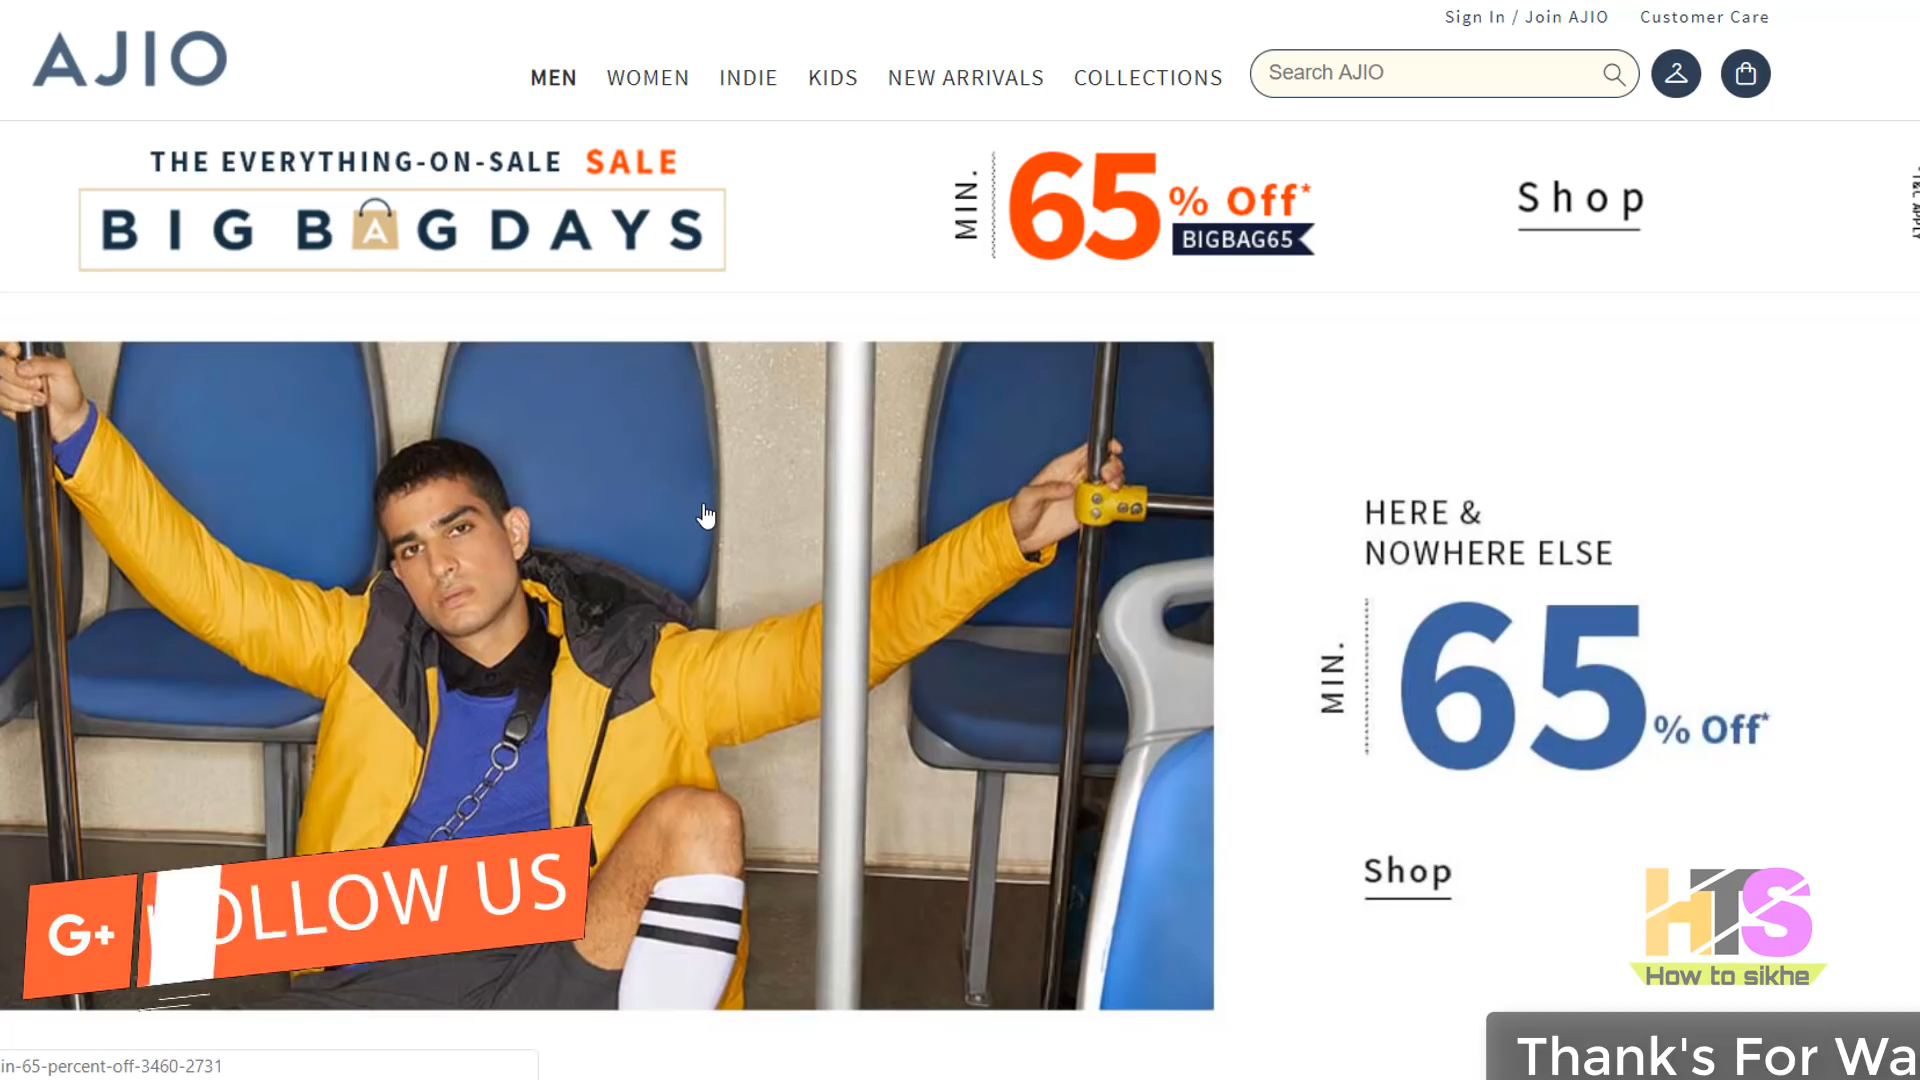 Sign In / Join AJIO Customer Care
AJIO
MEN WOMEN INDIE KIDS NEW ARRIVALS COLLECTIONS
Search AJIO
THE EVERYTHING-ON-SALE SALE
BIG BAG DAYS
MIN. 65% Off*
BIGBAG65
Shop
HERE &
NOWHERE ELSE
MIN. 65% Off*
Shop
G+ FOLLOW US
HTS
How to sikhe
in-65-percent-off-3460-2731
Thank's For Wa